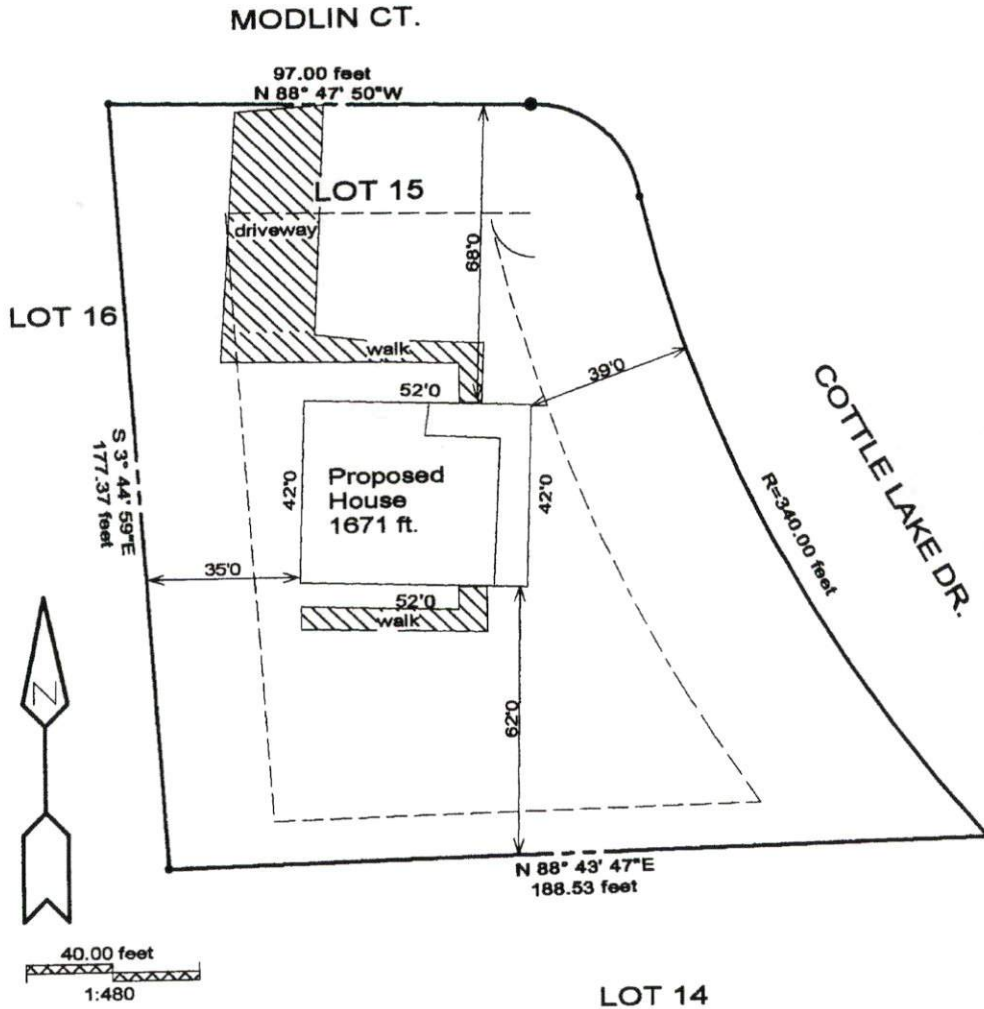 MODLIN CT.
97.00 feet
N 88° 47' 50"W
LOT 15
driveway
68'0
LOT 16
walk
39'0
52'0
COTTLE LAKE DR.
S 3° 44' 59"E
177.37 feet
42'0
Proposed
House
1671 ft.
42'0
R=340.00 feet
35'0
52'0
walk
62'0
N
N 88° 43' 47"E
188.53 feet
40.00 feet
1:480
LOT 14